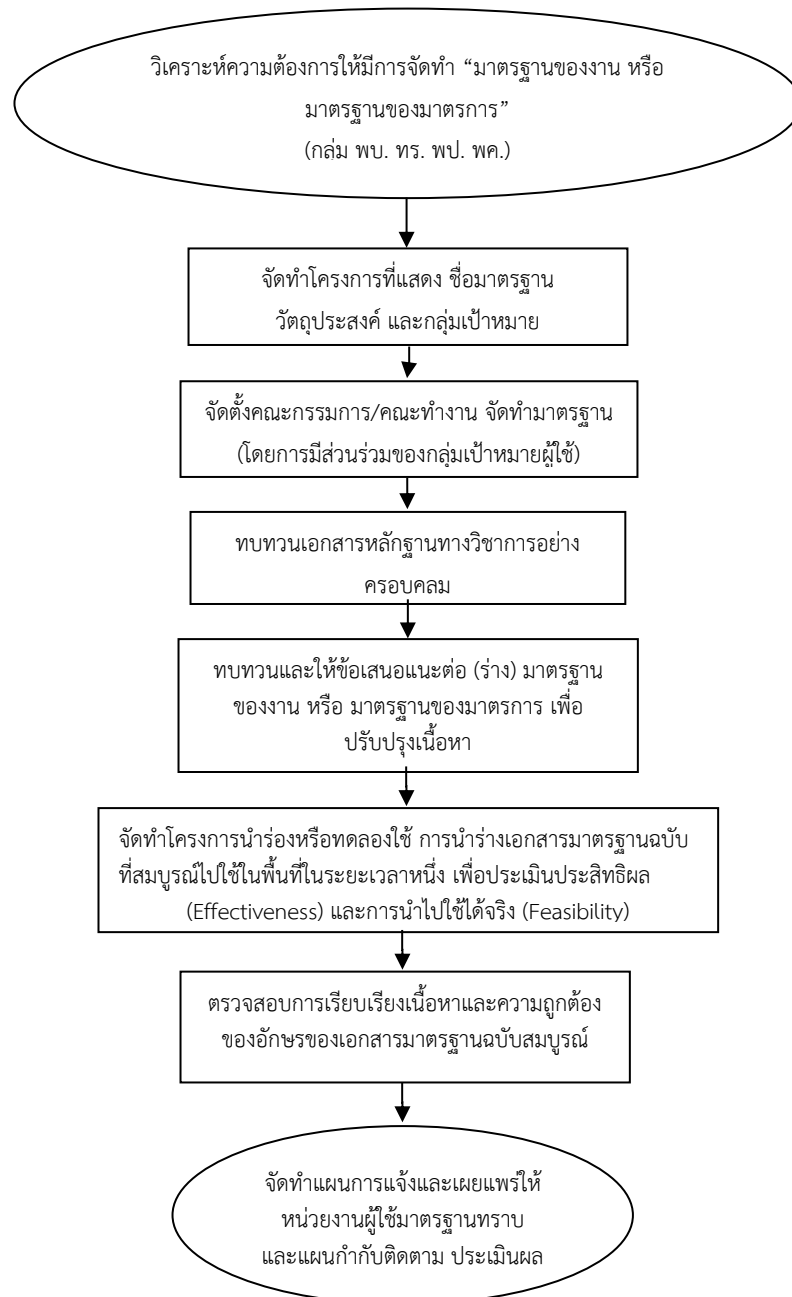 วิเคราะห์ความต้องการให้มีการจัดทำ “มาตรฐานของงาน หรือ
มาตรฐานของมาตรการ”
(กลุ่ม พบ. ทร. พป. พค.)
จัดทำโครงการที่แสดง ชื่อมาตรฐาน
วัตถุประสงค์ และกลุ่มเป้าหมาย
จัดตั้งคณะกรรมการ/คณะทำงาน จัดทำมาตรฐาน
(โดยการมีส่วนร่วมของกลุ่มเป้าหมายผู้ใช้)
ทบทวนเอกสารหลักฐานทางวิชาการอย่าง
ครอบคลม
ทบทวนและให้ข้อเสนอแนะต่อ (ร่าง) มาตรฐาน
ของงาน หรือ มาตรฐานของมาตรการ เพื่อ
ปรับปรุงเนื้อหา
จัดทำโครงการนำร่องหรือทดลองใช้ การนำร่างเอกสารมาตรฐานฉบับ
ที่สมบูรณ์ไปใช้ในพื้นที่ในระยะเวลาหนึ่ง เพื่อประเมินประสิทธิผล
(Effectiveness) และการนำไปใช้ได้จริง (Feasibility)
ตรวจสอบการเรียบเรียงเนื้อหาและความถูกต้อง
ของอักษรของเอกสารมาตรฐานฉบับสมบูรณ์
จัดทำแผนการแจ้งและเผยแพร่ให้
หน่วยงานผู้ใช้มาตรฐานทราบ
และแผนกำกับติดตาม ประเมินผล